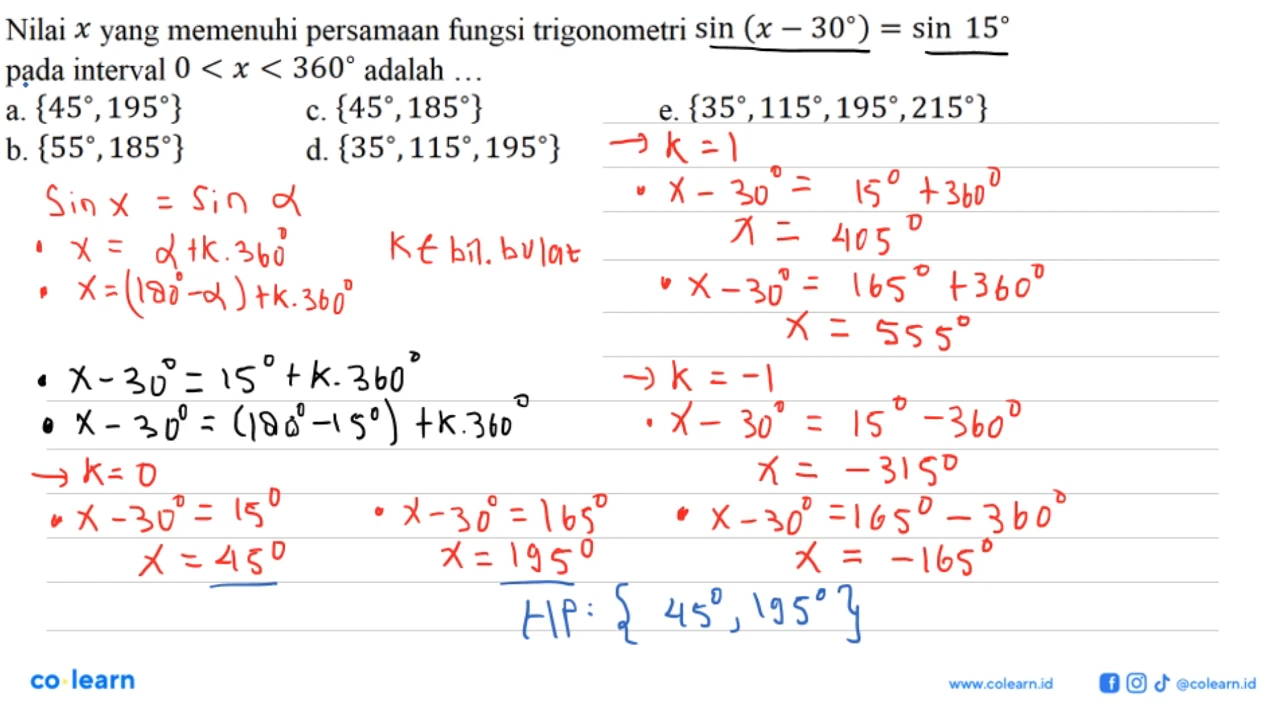 Nilai x yang memenuhi persamaan fungsi trigonometri sin (x − 30°) = sin 15°
pada interval 0 < x < 360° adalah …
a. {45°, 195°} c. {45°, 185°} e. {35°, 115°, 195°, 215°}
b. {55°, 185°} d. {35°, 115°, 195°}
Sin x = sin α
• x = α + k.360°
k ∈ bil. bulat
• x = (180° − α) + k.360°
• x − 30° = 15° + k.360°
• x − 30° = (180° − 15°) + k.360°
→ k = 0
• x − 30° = 15°
x = 45°
• x − 30° = 165°
x = 195°
→ k = 1
• x − 30° = 15° + 360°
x = 405°
• x − 30° = 165° + 360°
x = 555°
→ k = −1
• x − 30° = 15° − 360°
x = −315°
• x − 30° = 165° − 360°
x = −165°
HP : { 45°, 195° }
co learn
www.colearn.id
@colearn.id